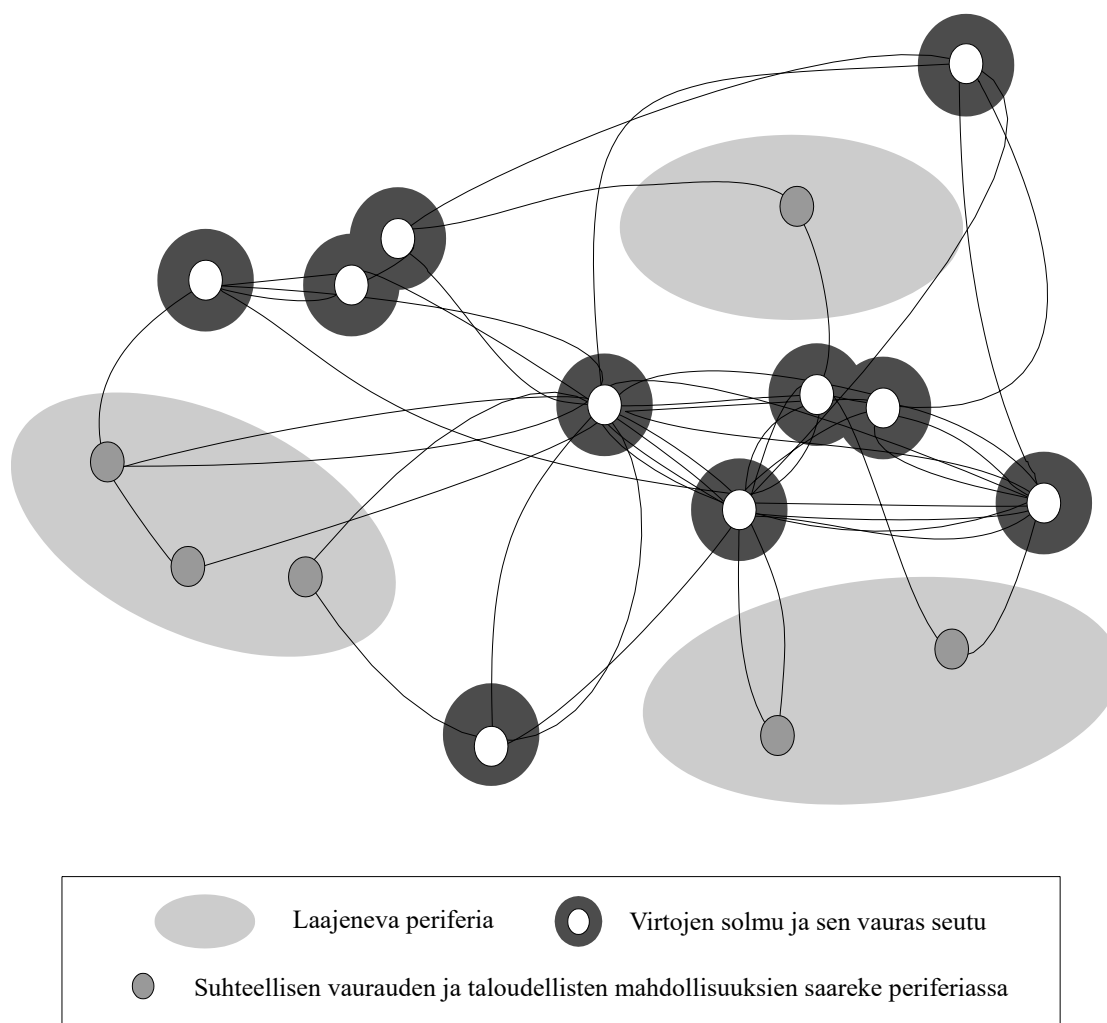 Laajeneva periferia
Virtojen solmu ja sen vauras seutu
Suhteellisen vaurauden ja taloudellisten mahdollisuuksien saareke periferiassa